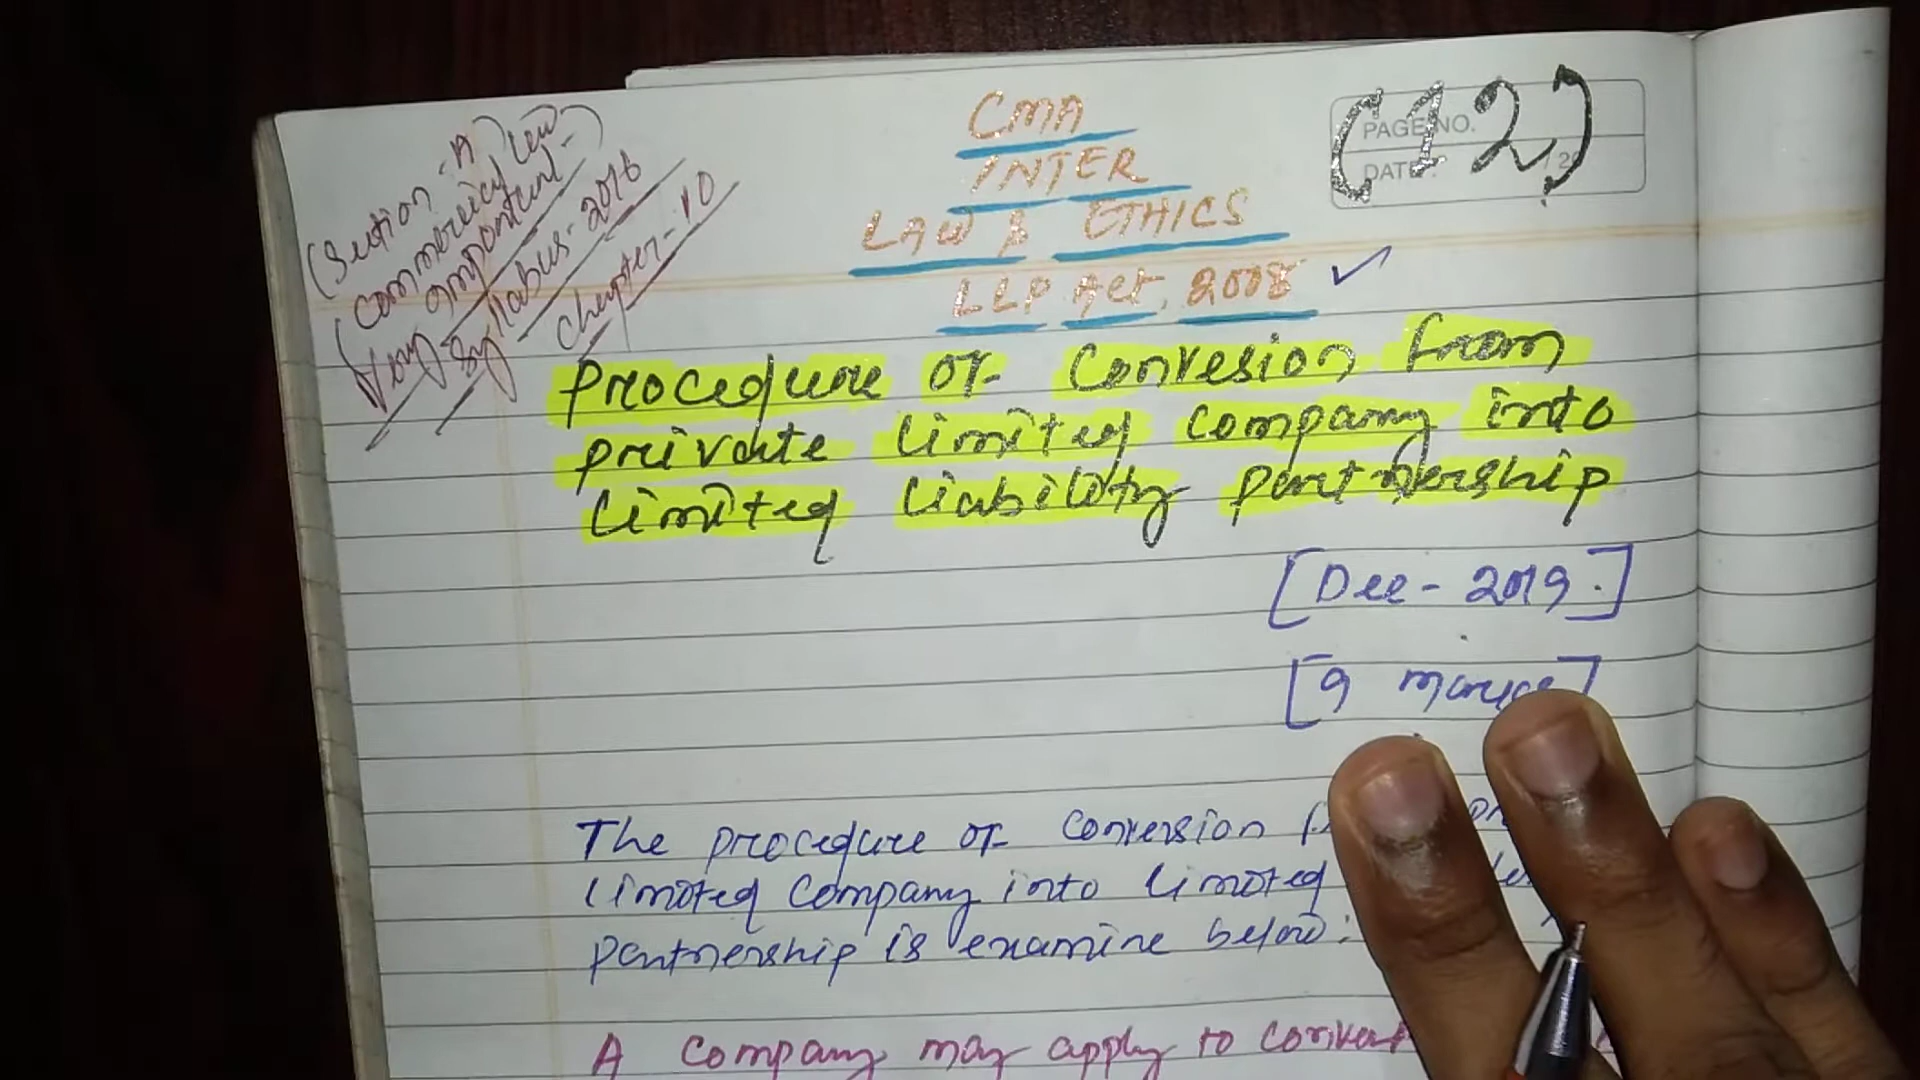 (Section - A
(Commercial Law)
Very important -
Syllabus - 2016
Chapter - 10
CMA
INTER
LAW & ETHICS
LLP Act, 2008
PAGE NO.
DATE:
(12)
Procedure of Convesion from
private limited company into
limited liability partnership
[Dec - 2019.]
[9 marks]
The procedure of conversion
limited company into limited
partnership is examine below:
A company may apply to convert